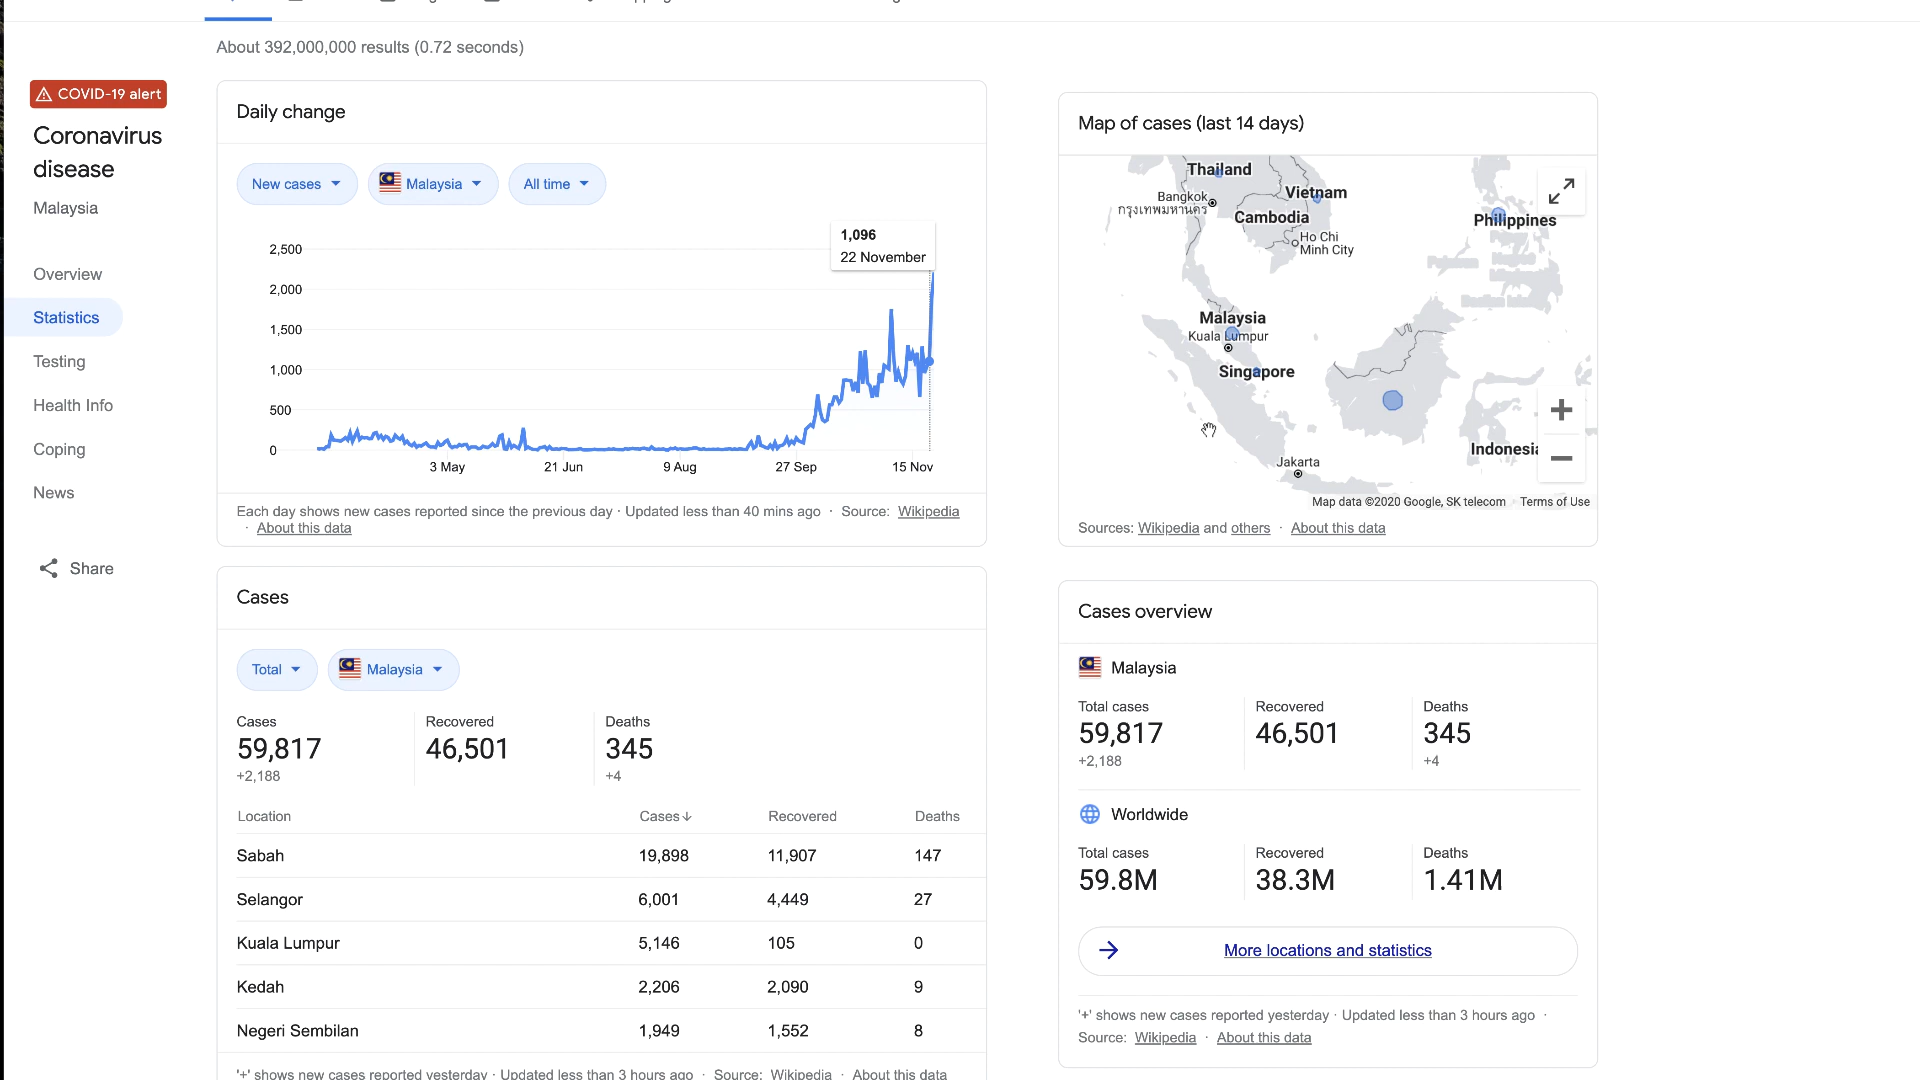 About 392,000,000 results (0.72 seconds)
COVID-19 alert
Coronavirus
disease
Malaysia
Overview
Statistics
Testing
Health Info
Coping
News
Share
Daily change
New cases
Malaysia
All time
1,096
22 November
2,500
2,000
1,500
1,000
500
0
3 May
21 Jun
9 Aug
27 Sep
15 Nov
Each day shows new cases reported since the previous day · Updated less than 40 mins ago · Source: Wikipedia
· About this data
Map of cases (last 14 days)
Thailand
Vietnam
Bangkok
กรุงเทพมหานคร
Cambodia
Philippines
Ho Chi
Minh City
Malaysia
Kuala Lumpur
Singapore
Indonesia
Jakarta
Map data ©2020 Google, SK telecom
Terms of Use
Sources: Wikipedia and others · About this data
Cases
Total
Malaysia
Cases Recovered Deaths
59,817 46,501 345
+2,188 +4
Location Cases↓ Recovered Deaths
Sabah 19,898 11,907 147
Selangor 6,001 4,449 27
Kuala Lumpur 5,146 105 0
Kedah 2,206 2,090 9
Negeri Sembilan 1,949 1,552 8
'+' shows new cases reported yesterday · Updated less than 3 hours ago · Source: Wikipedia · About this data
Cases overview
Malaysia
Total cases Recovered Deaths
59,817 46,501 345
+2,188 +4
Worldwide
Total cases Recovered Deaths
59.8M 38.3M 1.41M
More locations and statistics
'+' shows new cases reported yesterday · Updated less than 3 hours ago ·
Source: Wikipedia · About this data